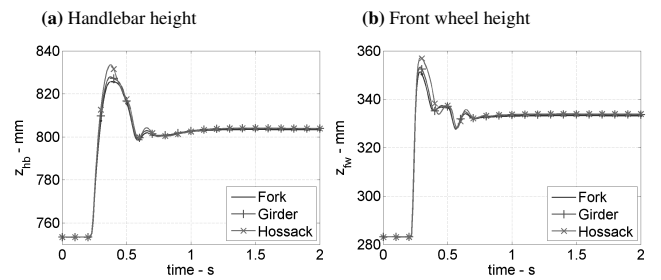 (a) Handlebar height
840
820
800
780
760
z_hb - mm
0 0.5 1 1.5 2
time - s
Fork
Girder
Hossack
(b) Front wheel height
360
340
320
300
280
z_fw - mm
0 0.5 1 1.5 2
time - s
Fork
Girder
Hossack